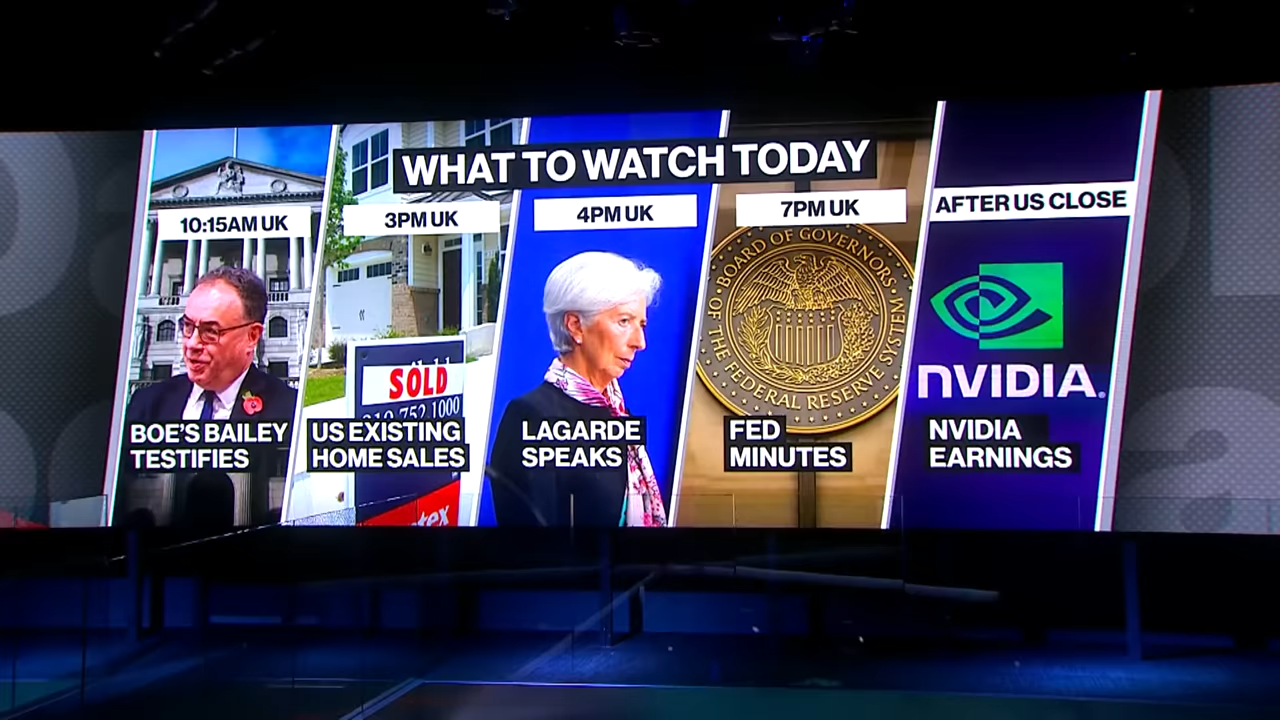 WHAT TO WATCH TODAY
10:15AM UK
BOE'S BAILEY
TESTIFIES
3PM UK
SOLD
752 1000
US EXISTING
HOME SALES
4PM UK
LAGARDE
SPEAKS
7PM UK
BOARD OF GOVERNORS
OF THE FEDERAL RESERVE SYSTEM
FED
MINUTES
AFTER US CLOSE
NVIDIA
NVIDIA
EARNINGS